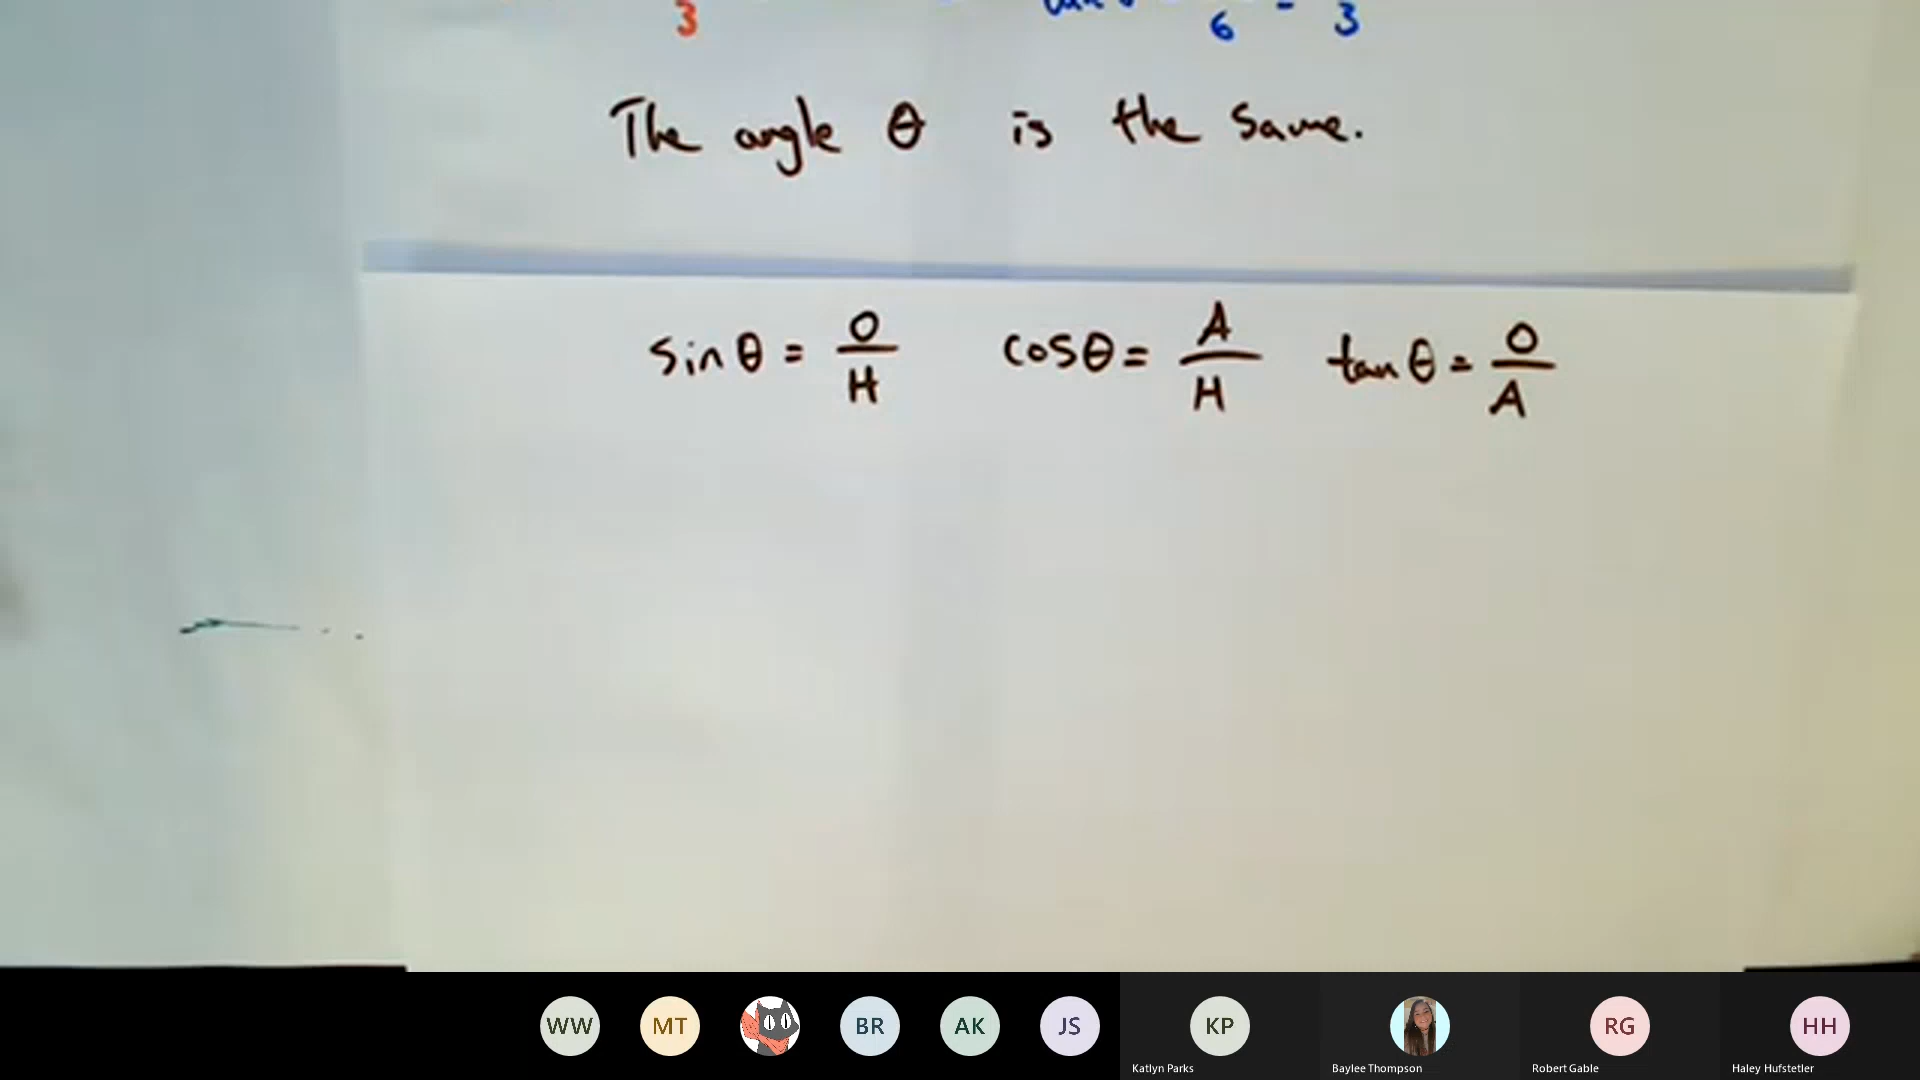 3 6 = 3
The angle θ is the same.
sin θ = O/H cos θ = A/H tan θ = O/A
WW MT BR AK JS KP RG HH
Katlyn Parks Baylee Thompson Robert Gable Haley Hufstetler